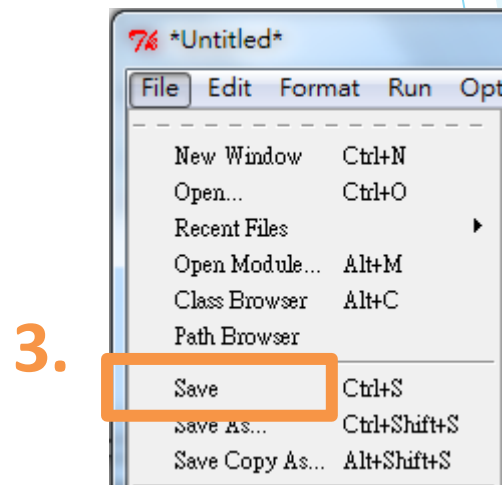 *Untitled*
File Edit Format Run Opt
New Window Ctrl+N
Open... Ctrl+O
Recent Files
Open Module... Alt+M
Class Browser Alt+C
Path Browser
3.
Save Ctrl+S
Save As... Ctrl+Shift+S
Save Copy As... Alt+Shift+S